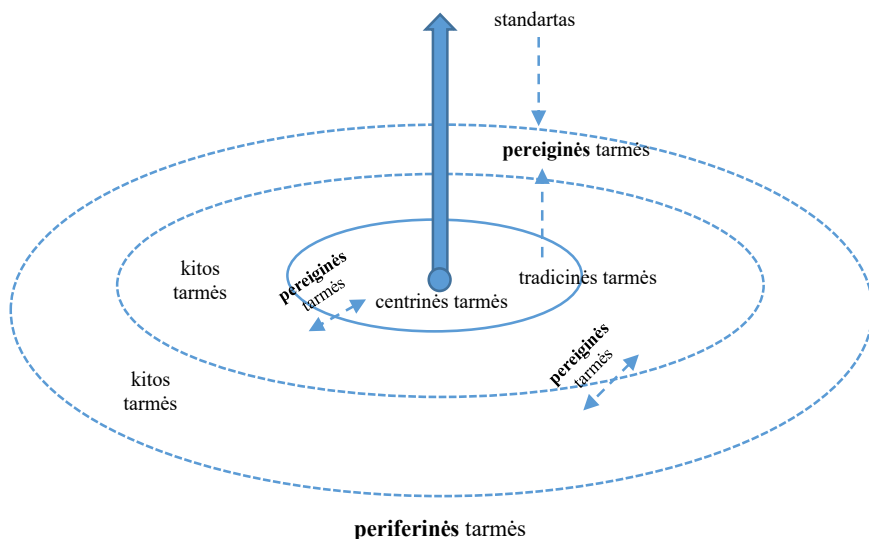 standartas
pereiginės tarmės
kitos
tarmės
pereiginės
tarmės
tradicinės tarmės
centrinės tarmės
pereiginės
tarmės
kitos
tarmės
periferinės tarmės